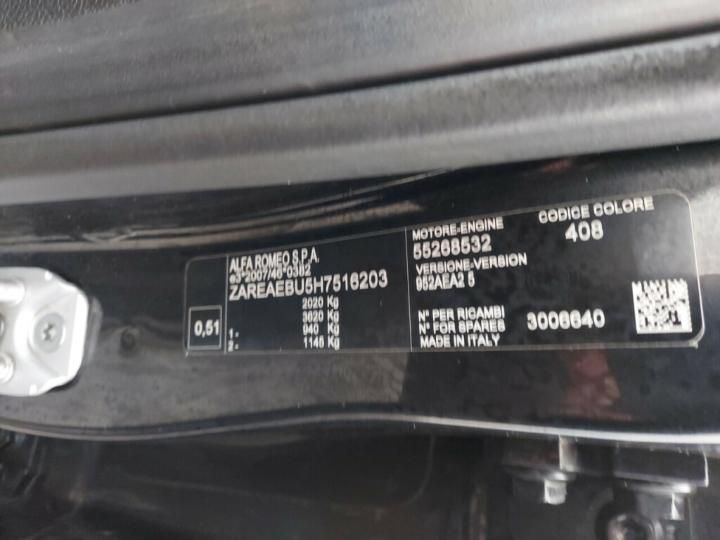 ALFA ROMEO S.P.A.
e3*2007/46*0382
ZAREAEBU5H7516203
2020 Kg
3620 Kg
1- 940 Kg
2- 1145 Kg
0,51
MOTORE-ENGINE
55268532
VERSIONE-VERSION
952AEA2 5
N° PER RICAMBI
N° FOR SPARES 3006640
MADE IN ITALY
CODICE COLORE
408